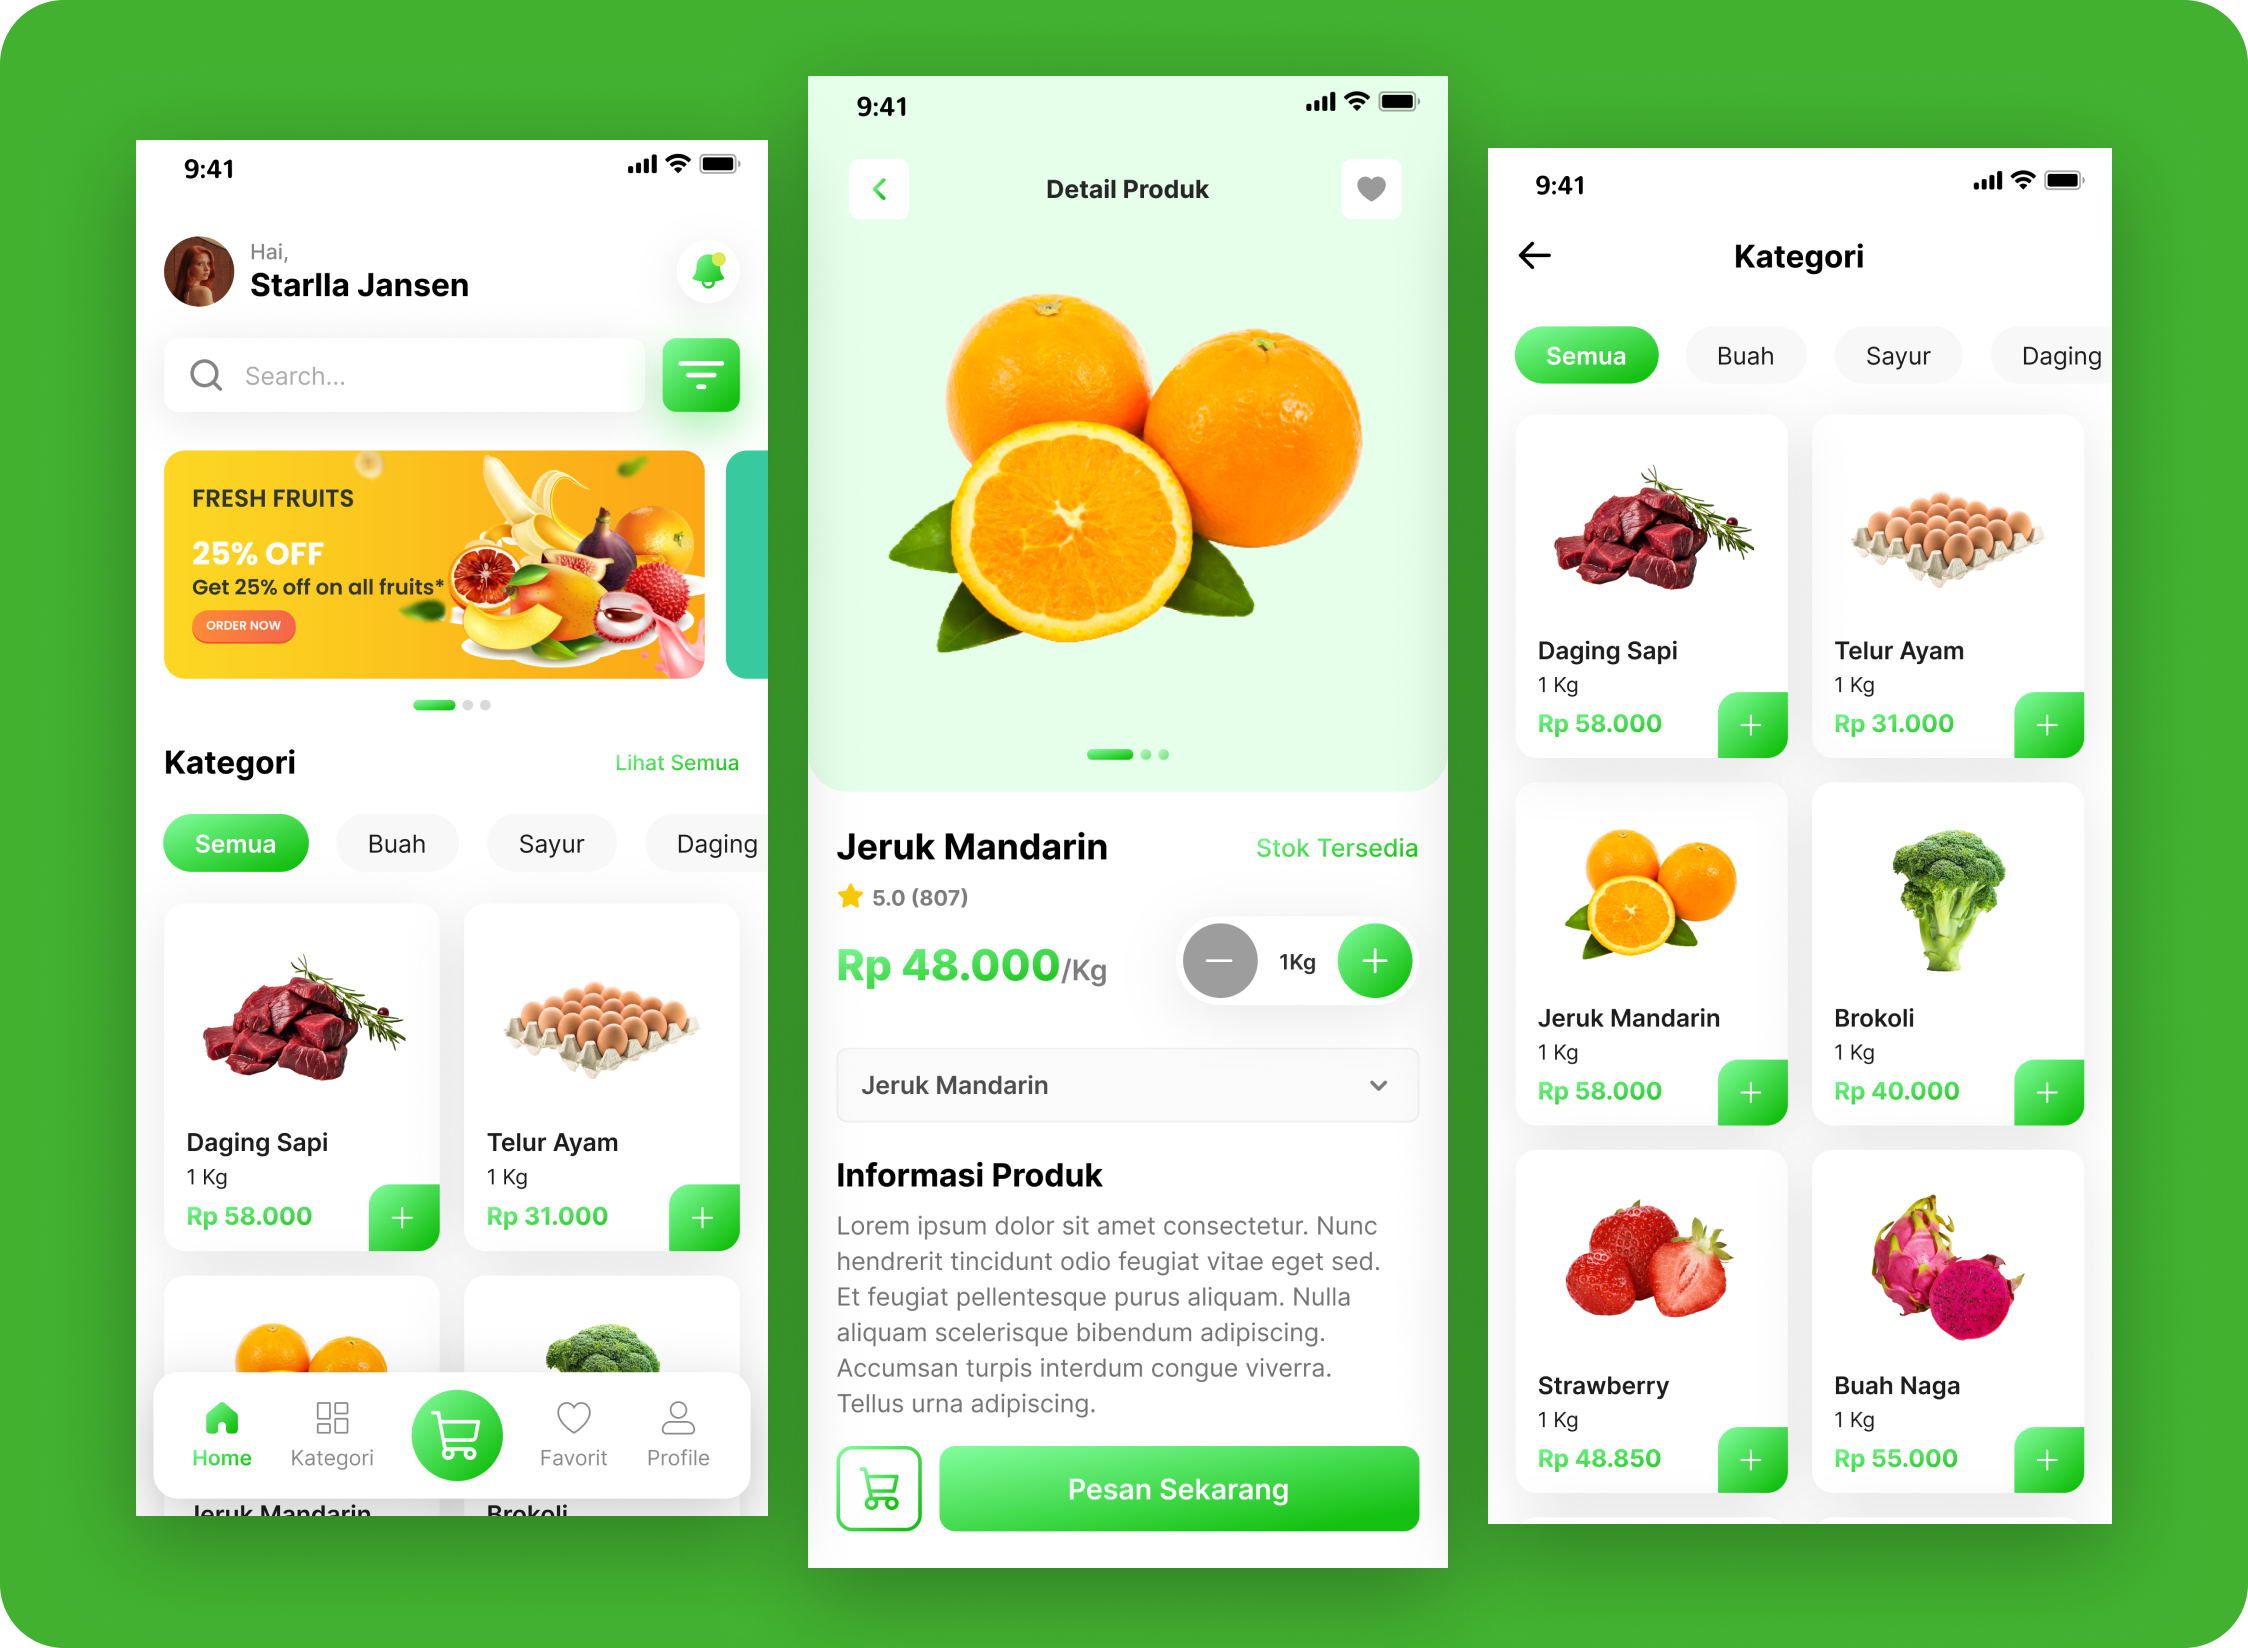 9:41
Hai,
Starlla Jansen
Search...
FRESH FRUITS
25% OFF
Get 25% off on all fruits*
ORDER NOW
Kategori
Lihat Semua
Semua
Buah
Sayur
Daging
Daging Sapi
1 Kg
Rp 58.000
Telur Ayam
1 Kg
Rp 31.000
Home
Kategori
Favorit
Profile
Jeruk Mandarin
Brokoli
9:41
Detail Produk
Jeruk Mandarin
Stok Tersedia
5.0 (807)
Rp 48.000/Kg
1Kg
Jeruk Mandarin
Informasi Produk
Lorem ipsum dolor sit amet consectetur. Nunc
hendrerit tincidunt odio feugiat vitae eget sed.
Et feugiat pellentesque purus aliquam. Nulla
aliquam scelerisque bibendum adipiscing.
Accumsan turpis interdum congue viverra.
Tellus urna adipiscing.
Pesan Sekarang
9:41
Kategori
Semua
Buah
Sayur
Daging
Daging Sapi
1 Kg
Rp 58.000
Telur Ayam
1 Kg
Rp 31.000
Jeruk Mandarin
1 Kg
Rp 58.000
Brokoli
1 Kg
Rp 40.000
Strawberry
1 Kg
Rp 48.850
Buah Naga
1 Kg
Rp 55.000